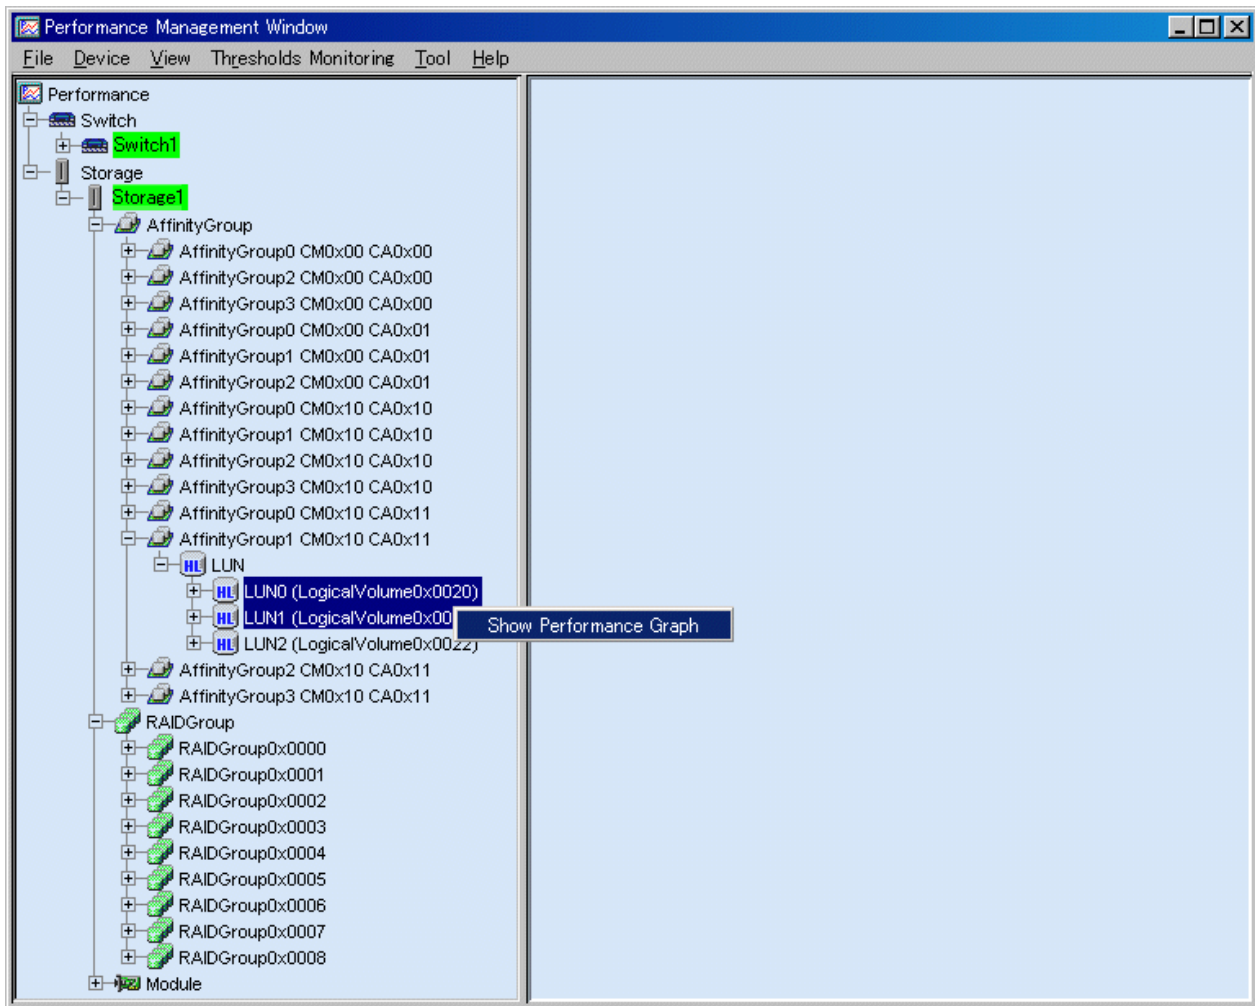 Performance Management Window
File Device View Thresholds Monitoring Tool Help
Performance
Switch
Switch1
Storage
Storage1
AffinityGroup
AffinityGroup0 CM0x00 CA0x00
AffinityGroup2 CM0x00 CA0x00
AffinityGroup3 CM0x00 CA0x00
AffinityGroup0 CM0x00 CA0x01
AffinityGroup1 CM0x00 CA0x01
AffinityGroup2 CM0x00 CA0x01
AffinityGroup0 CM0x10 CA0x10
AffinityGroup1 CM0x10 CA0x10
AffinityGroup2 CM0x10 CA0x10
AffinityGroup3 CM0x10 CA0x10
AffinityGroup0 CM0x10 CA0x11
AffinityGroup1 CM0x10 CA0x11
HL LUN
HL LUN0 (LogicalVolume0x0020)
HL LUN1 (LogicalVolume0x00
Show Performance Graph
HL LUN2 (LogicalVolume0x0022)
AffinityGroup2 CM0x10 CA0x11
AffinityGroup3 CM0x10 CA0x11
RAIDGroup
RAIDGroup0x0000
RAIDGroup0x0001
RAIDGroup0x0002
RAIDGroup0x0003
RAIDGroup0x0004
RAIDGroup0x0005
RAIDGroup0x0006
RAIDGroup0x0007
RAIDGroup0x0008
Module